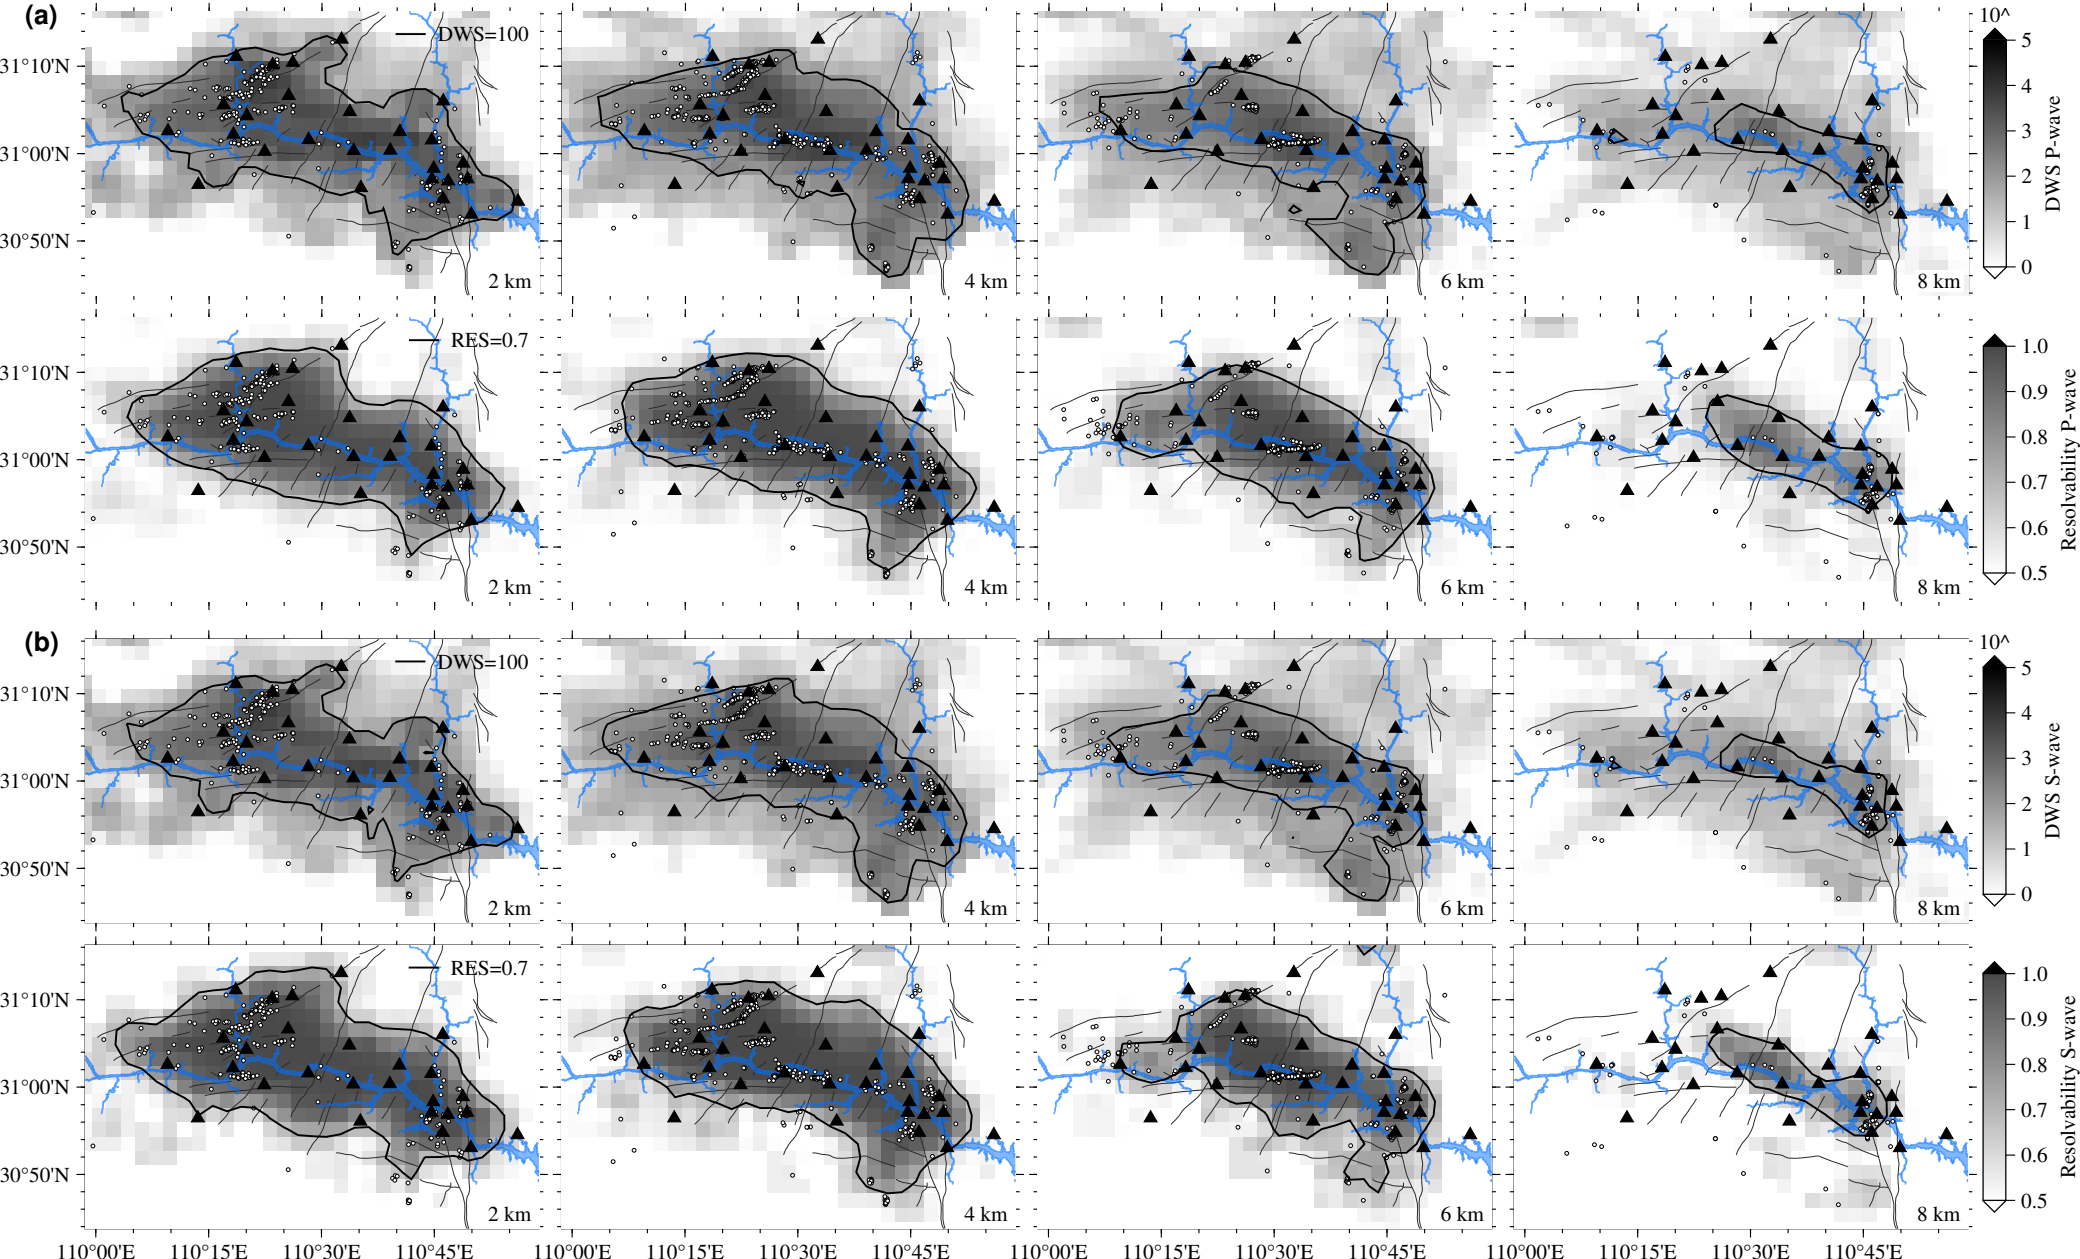 (a)
DWS=100
10^
31°10'N
31°00'N
30°50'N
2 km
4 km
6 km
8 km
5
4
3
2
1
0
DWS P-wave
RES=0.7
31°10'N
31°00'N
30°50'N
2 km
4 km
6 km
8 km
1.0
0.9
0.8
0.7
0.6
0.5
Resolvability P-wave
(b)
DWS=100
10^
31°10'N
31°00'N
30°50'N
2 km
4 km
6 km
8 km
5
4
3
2
1
0
DWS S-wave
RES=0.7
31°10'N
31°00'N
30°50'N
2 km
4 km
6 km
8 km
1.0
0.9
0.8
0.7
0.6
0.5
Resolvability S-wave
110°00'E 110°15'E 110°30'E 110°45'E 110°00'E 110°15'E 110°30'E 110°45'E 110°00'E 110°15'E 110°30'E 110°45'E 110°00'E 110°15'E 110°30'E 110°45'E